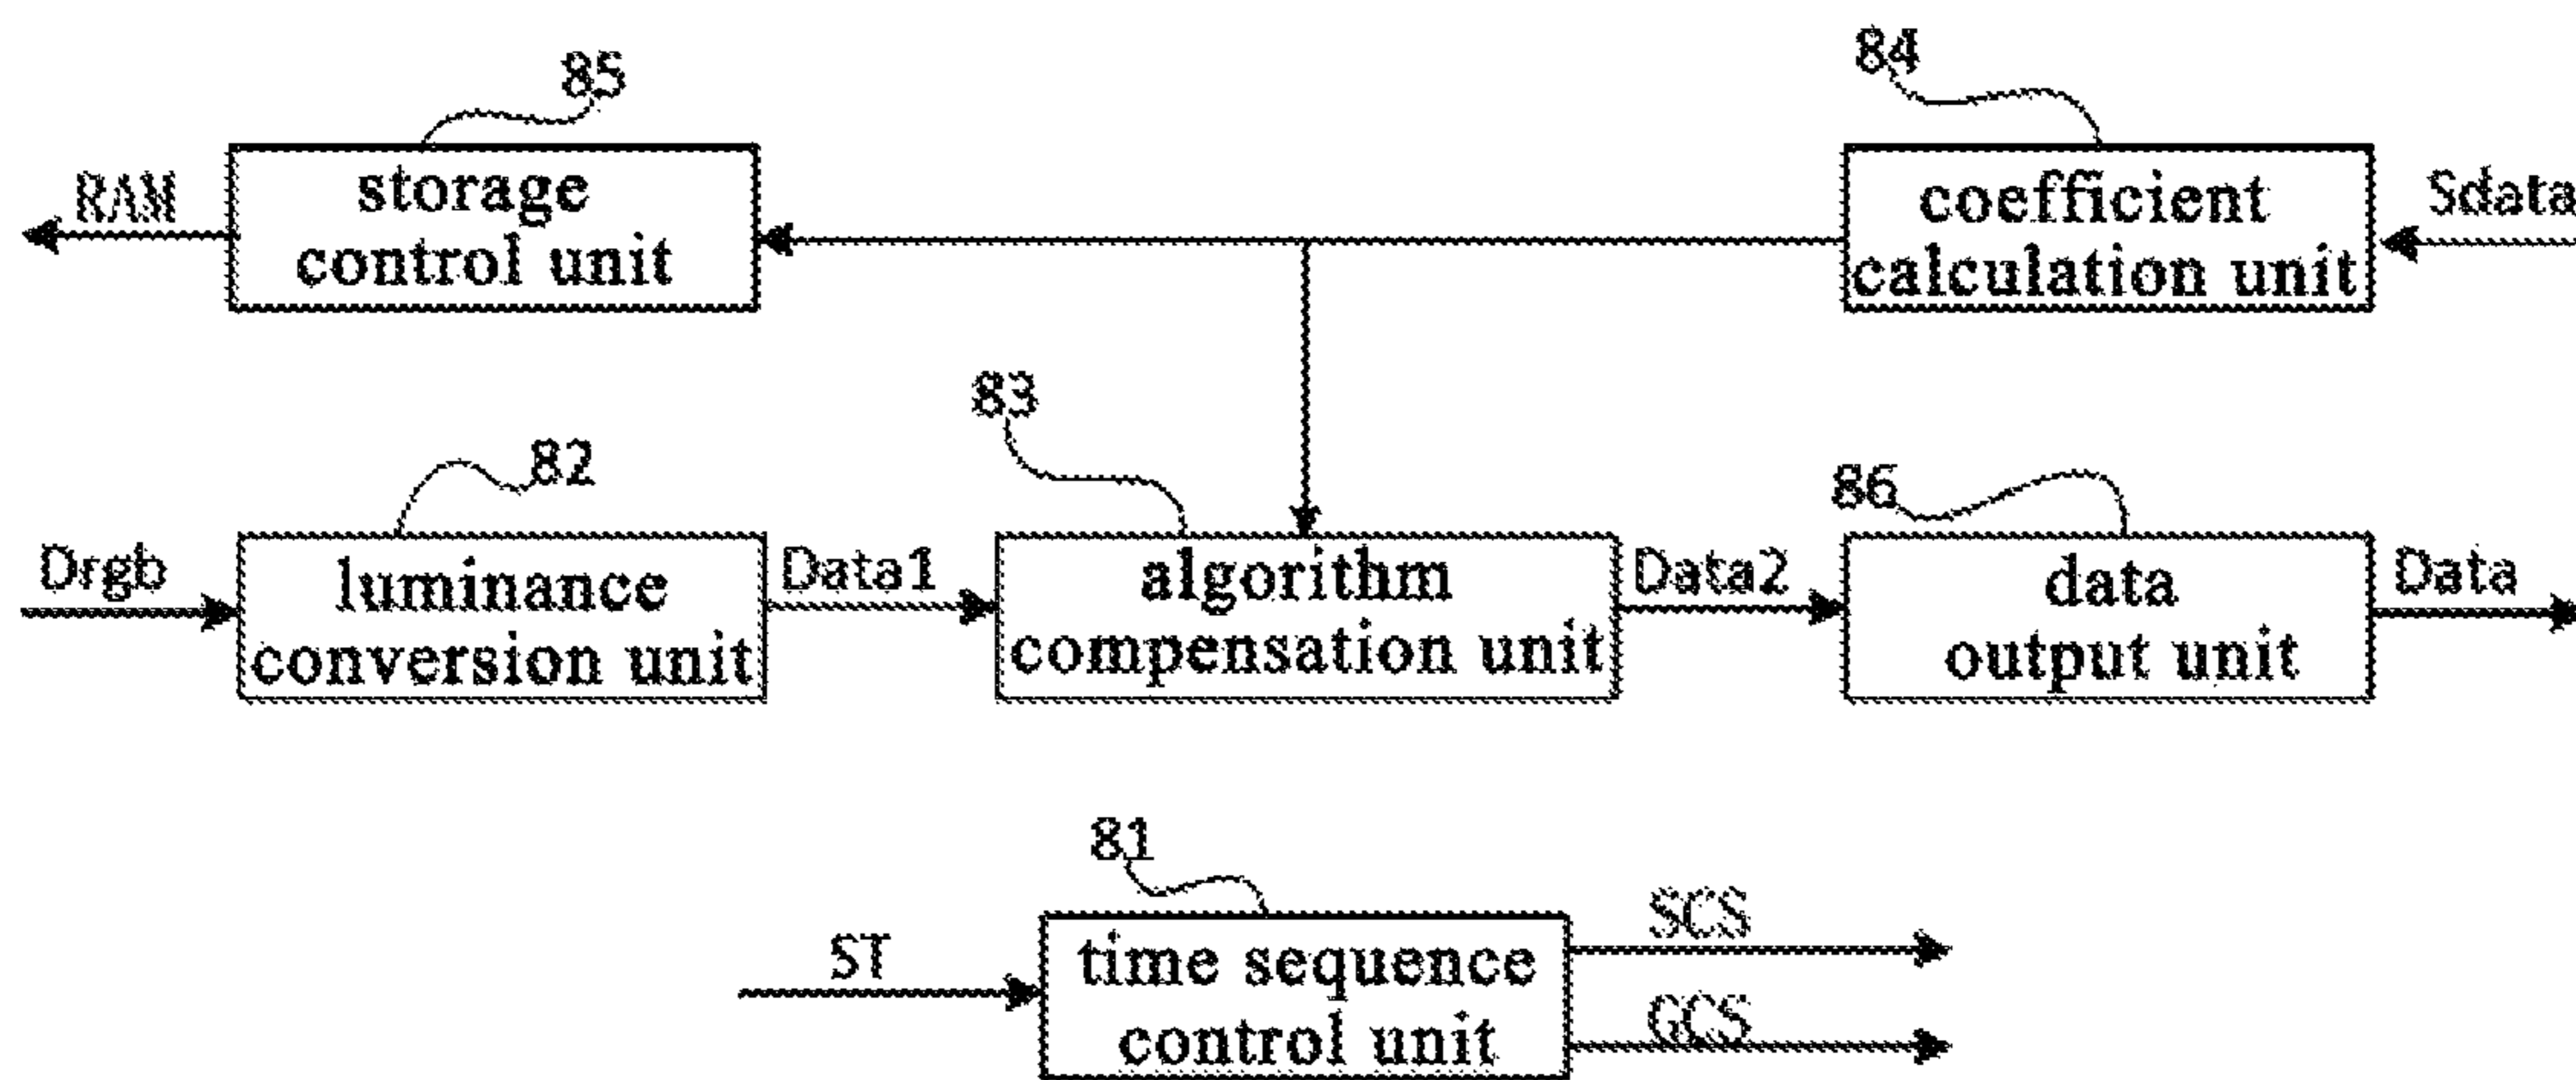 85
84
RAM
storage
control unit
coefficient
calculation unit
Sdata
83
82
86
Drgb
luminance
conversion unit
Data1
algorithm
compensation unit
Data2
data
output unit
Data
81
ST
time sequence
control unit
SCS
GCS